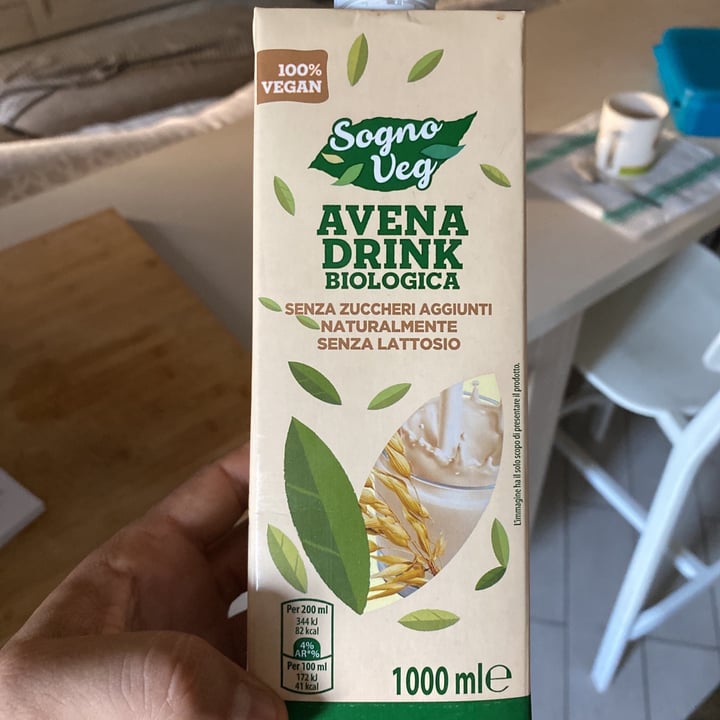 100%
VEGAN
Sogno
Veg
AVENA
DRINK
BIOLOGICA
SENZA ZUCCHERI AGGIUNTI
NATURALMENTE
SENZA LATTOSIO
L'immagine ha il solo scopo di presentare il prodotto.
Per 200 ml
344 kJ
82 kcal
4%
AR*%
Per 100 ml
172 kJ
41 kcal
1000 ml℮